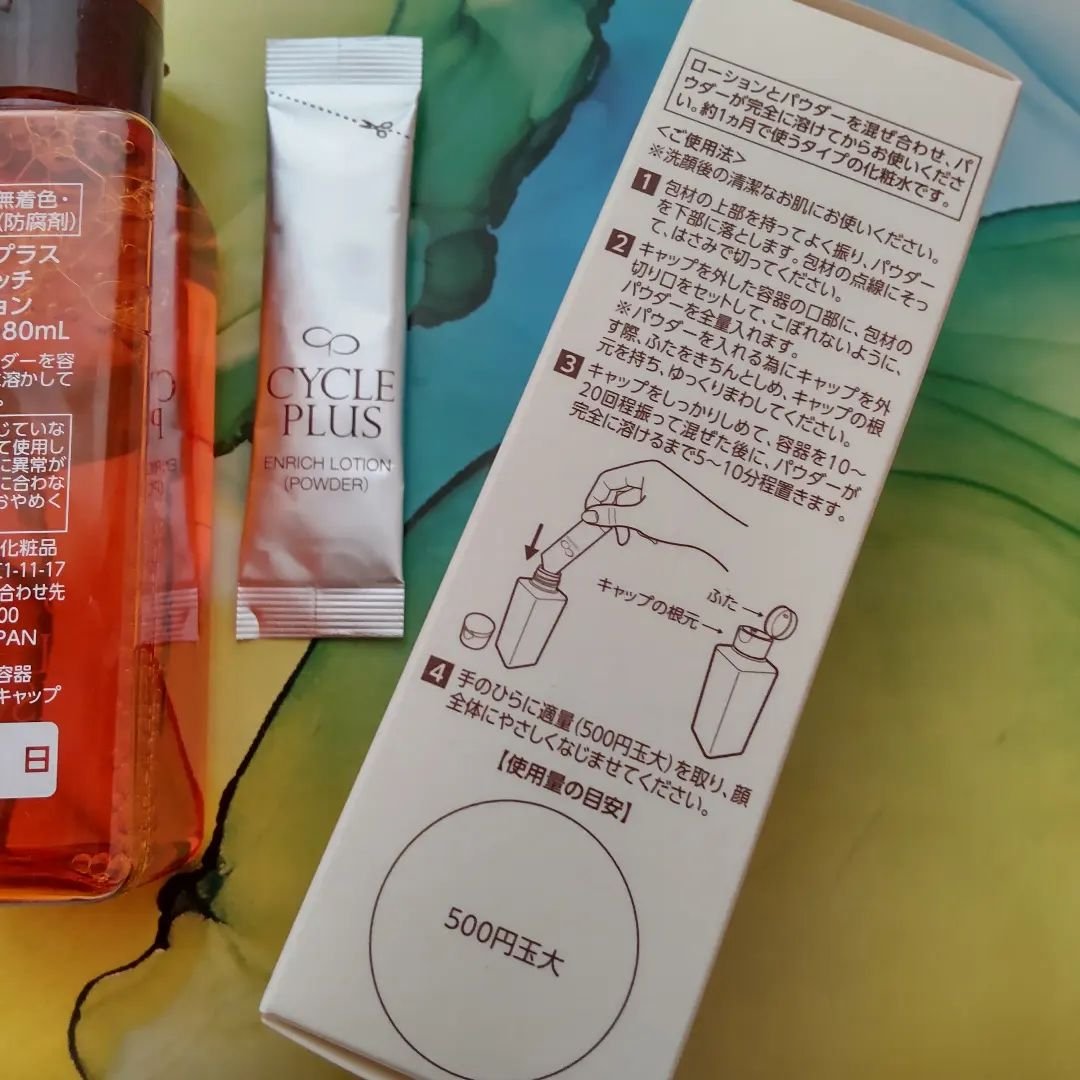 無着色・
(防腐剤)
プラス
ッチ
ョン
80mL
ダーを容
溶かして
じていな
て使用し
に異常が
に合わな
おやめく
化粧品
1-11-17
合わせ先
00
PAN
容器
キャップ
日
CYCLE
PLUS
ENRICH LOTION
(POWDER)
ローションとパウダーを混ぜ合わせ、パ
ウダーが完全に溶けてからお使いくださ
い。約1ヵ月で使うタイプの化粧水です。
<ご使用法>
※洗顔後の清潔なお肌にお使いください。
1 包材の上部を持ってよく振り、パウダー
を下部に落とします。包材の点線にそっ
て、はさみで切ってください。
2 キャップを外した容器の口部に、包材の
切り口をセットして、こぼれないように、
パウダーを全量入れます。
※パウダーを入れる為にキャップを外
す際、ふたをきちんとしめ、キャップの根
元を持ち、ゆっくりまわしてください。
3 キャップをしっかりしめて、容器を10～
20回程振って混ぜた後に、パウダーが
完全に溶けるまで5～10分程置きます。
ふた
キャップの根元
4 手のひらに適量(500円玉大)を取り、顔
全体にやさしくなじませてください。
【使用量の目安】
500円玉大